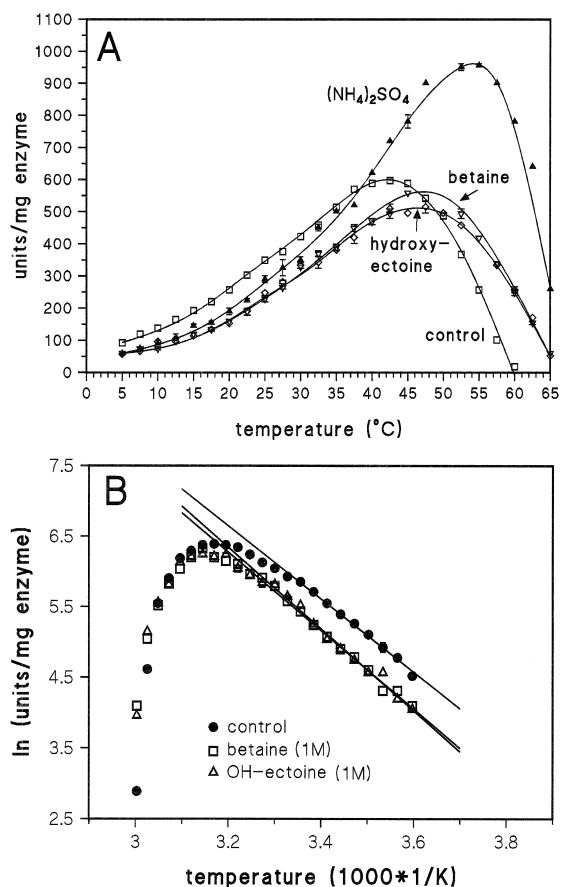 A
1100
1000
900
800
700
600
500
400
300
200
100
0
units/mg enzyme
(NH4)2SO4
betaine
hydroxy-
ectoine
control
0 5 10 15 20 25 30 35 40 45 50 55 60 65
temperature (°C)
B
7.5
6.5
5.5
4.5
3.5
2.5
ln (units/mg enzyme)
control
betaine (1M)
OH-ectoine (1M)
3 3.2 3.4 3.6 3.8
temperature (1000*1/K)